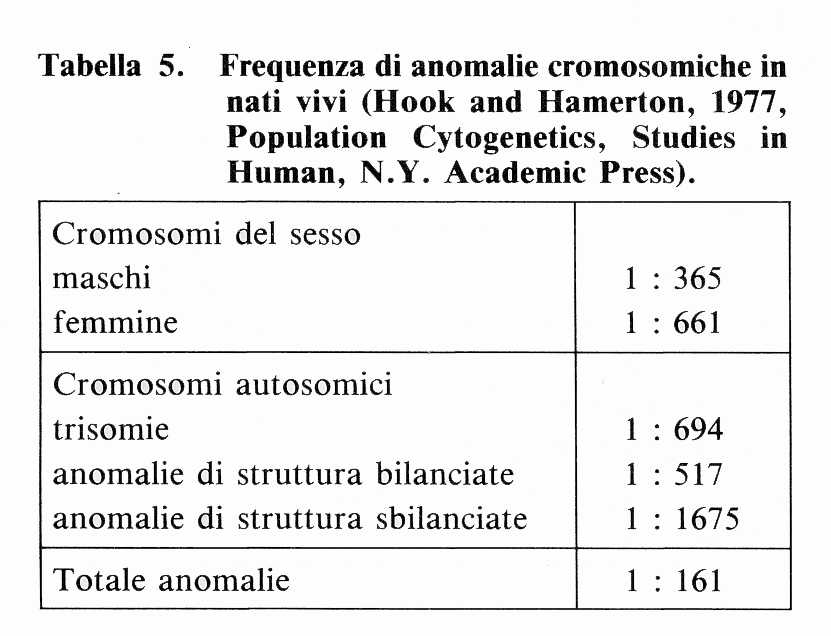 Tabella 5. Frequenza di anomalie cromosomiche in
nati vivi (Hook and Hamerton, 1977,
Population Cytogenetics, Studies in
Human, N.Y. Academic Press).
Cromosomi del sesso
maschi 1 : 365
femmine 1 : 661
Cromosomi autosomici
trisomie 1 : 694
anomalie di struttura bilanciate 1 : 517
anomalie di struttura sbilanciate 1 : 1675
Totale anomalie 1 : 161